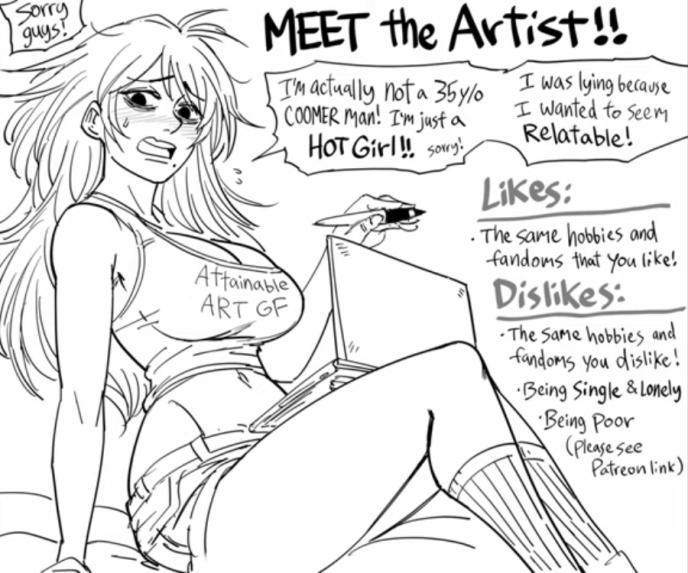 Sorry
guys!
MEET the Artist!!
I'm actually not a 35y/o
COOMER Man! I'm just a
HOT Girl!! sorry!
I was lying because
I wanted to seem
Relatable!
Likes:
· The same hobbies and
fandoms that you like!
Dislikes:
· The same hobbies and
fandoms you dislike!
· Being Single & Lonely
· Being Poor
(Please see
Patreon link)
Attainable
ART GF